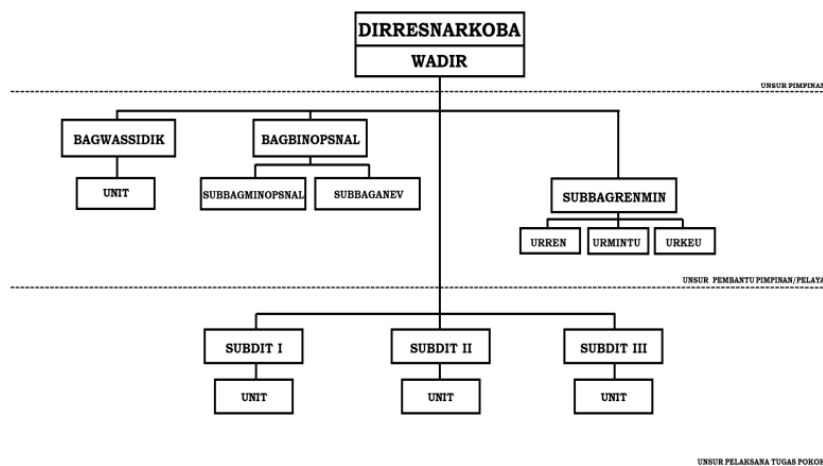 DIRRESNARKOBA
WADIR
UNSUR PIMPINAN
BAGWASSIDIK
BAGBINOPSNAL
UNIT
SUBBAGMINOPSNAL
SUBBAGANEV
SUBBAGRENMIN
URREN
URMINTU
URKEU
UNSUR PEMBANTU PIMPINAN/PELAYA
SUBDIT I
SUBDIT II
SUBDIT III
UNIT
UNIT
UNIT
UNSUR PELAKSANA TUGAS POKOK